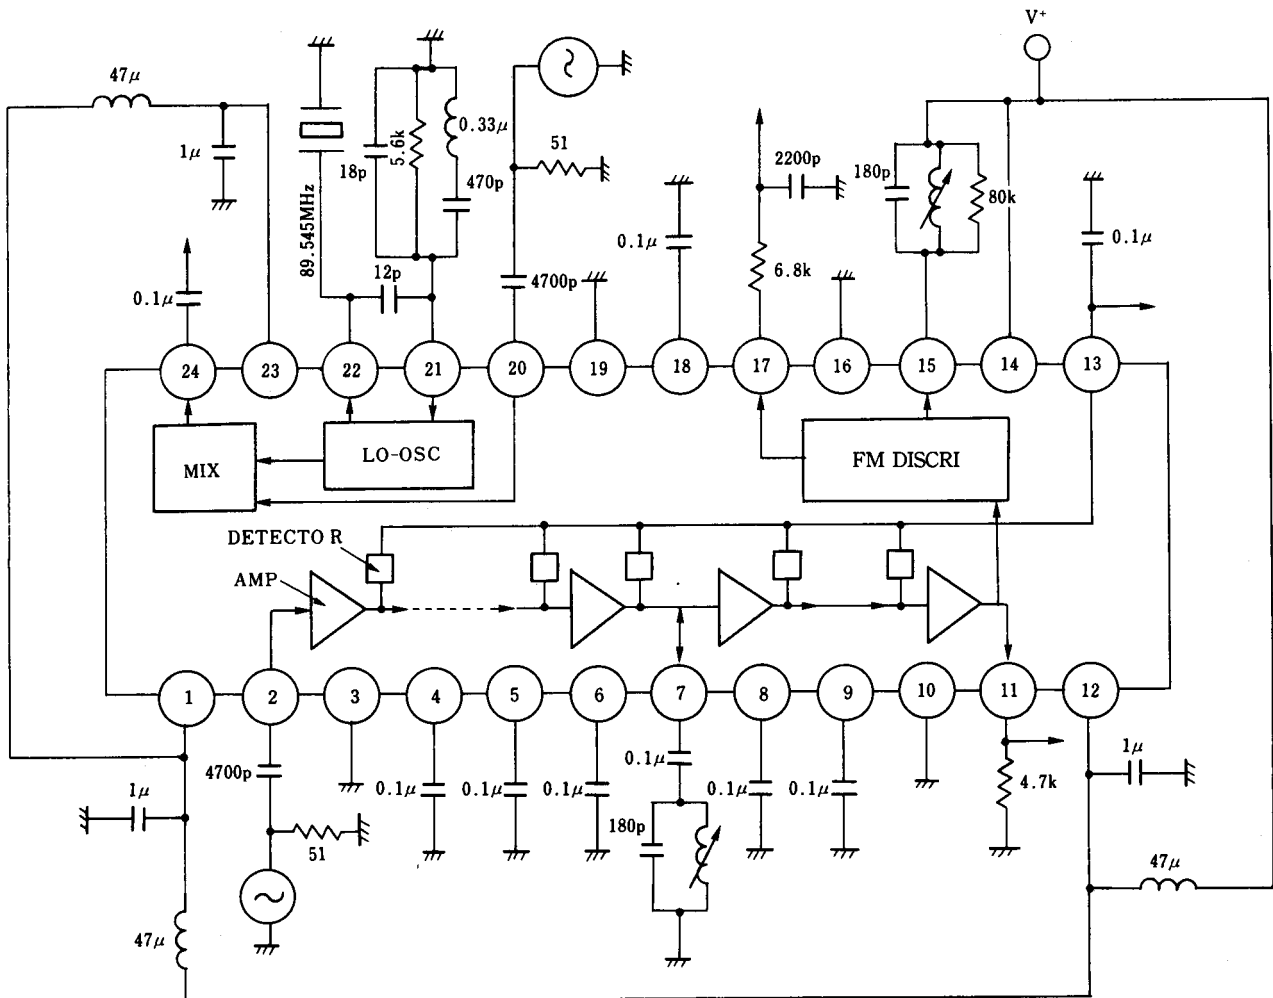 V+
47μ
1μ
89.545MHz
18p
5.6k
0.33μ
470p
12p
51
4700p
0.1μ
2200p
6.8k
180p
80k
0.1μ
0.1μ
24
23
22
21
20
19
18
17
16
15
14
13
MIX
LO-OSC
FM DISCRI
DETECTO R
AMP
1
2
3
4
5
6
7
8
9
10
11
12
4700p
0.1μ
0.1μ
0.1μ
0.1μ
0.1μ
0.1μ
1μ
4.7k
1μ
51
180p
47μ
47μ